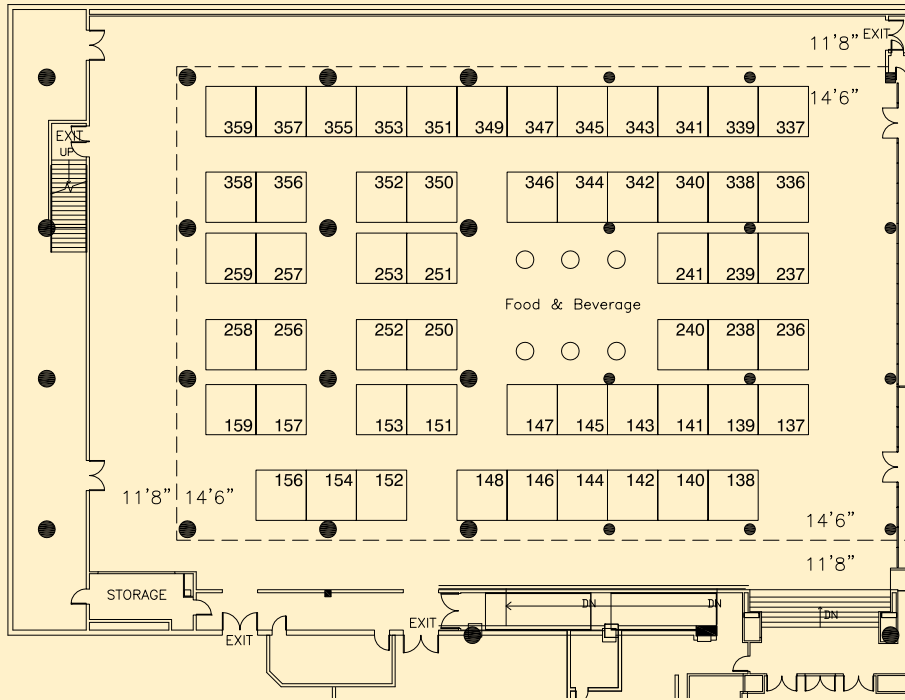 11'8” EXIT
14'6”
359 357 355 353 351 349 347 345 343 341 339 337
EXIT
UP
358 356 352 350 346 344 342 340 338 336
259 257 253 251 241 239 237
Food & Beverage
258 256 252 250 240 238 236
159 157 153 151 147 145 143 141 139 137
156 154 152 148 146 144 142 140 138
11'8” 14'6”
14'6”
11'8”
STORAGE
DN DN
DN
EXIT
EXIT